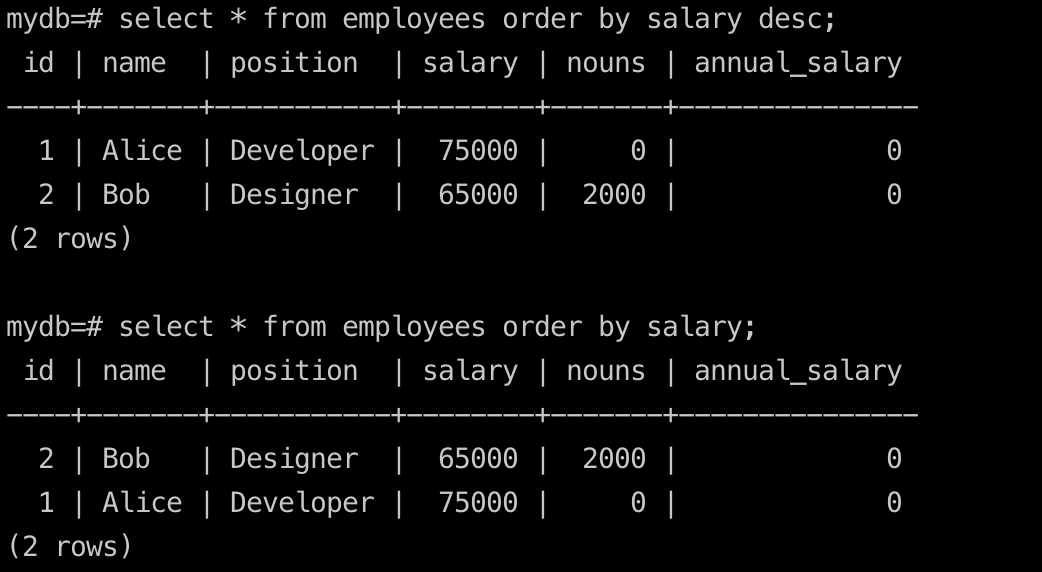 mydb=# select * from employees order by salary desc;
 id | name  | position  | salary | nouns | annual_salary
----+-------+-----------+--------+-------+---------------
  1 | Alice | Developer |  75000 |     0 |             0
  2 | Bob   | Designer  |  65000 |  2000 |             0
(2 rows)

mydb=# select * from employees order by salary;
 id | name  | position  | salary | nouns | annual_salary
----+-------+-----------+--------+-------+---------------
  2 | Bob   | Designer  |  65000 |  2000 |             0
  1 | Alice | Developer |  75000 |     0 |             0
(2 rows)